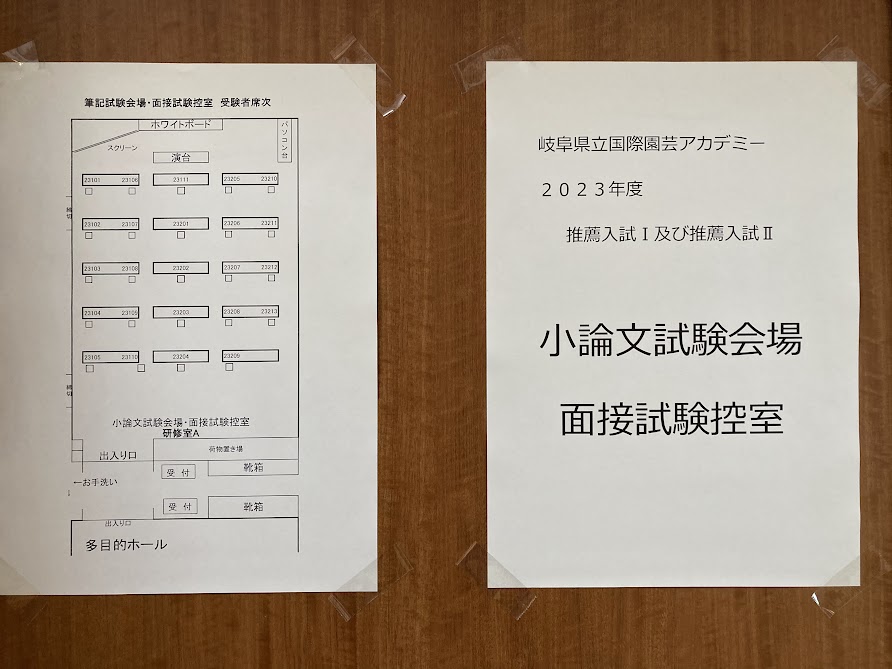 筆記試験会場・面接試験控室　受験者席次
ホワイトボード
パソコン台
スクリーン
演台
23101 23106 23111 23205 23210
23102 23107 23201 23206 23211
23103 23108 23202 23207 23212
23104 23109 23203 23208 23213
23105 23110 23204 23209
小論文試験会場・面接試験控室
研修室A
出入り口
荷物置き場
受　付
靴箱
←お手洗い
受　付
靴箱
出入り口
多目的ホール
岐阜県立国際園芸アカデミー
２０２３年度
推薦入試Ⅰ及び推薦入試Ⅱ
小論文試験会場
面接試験控室